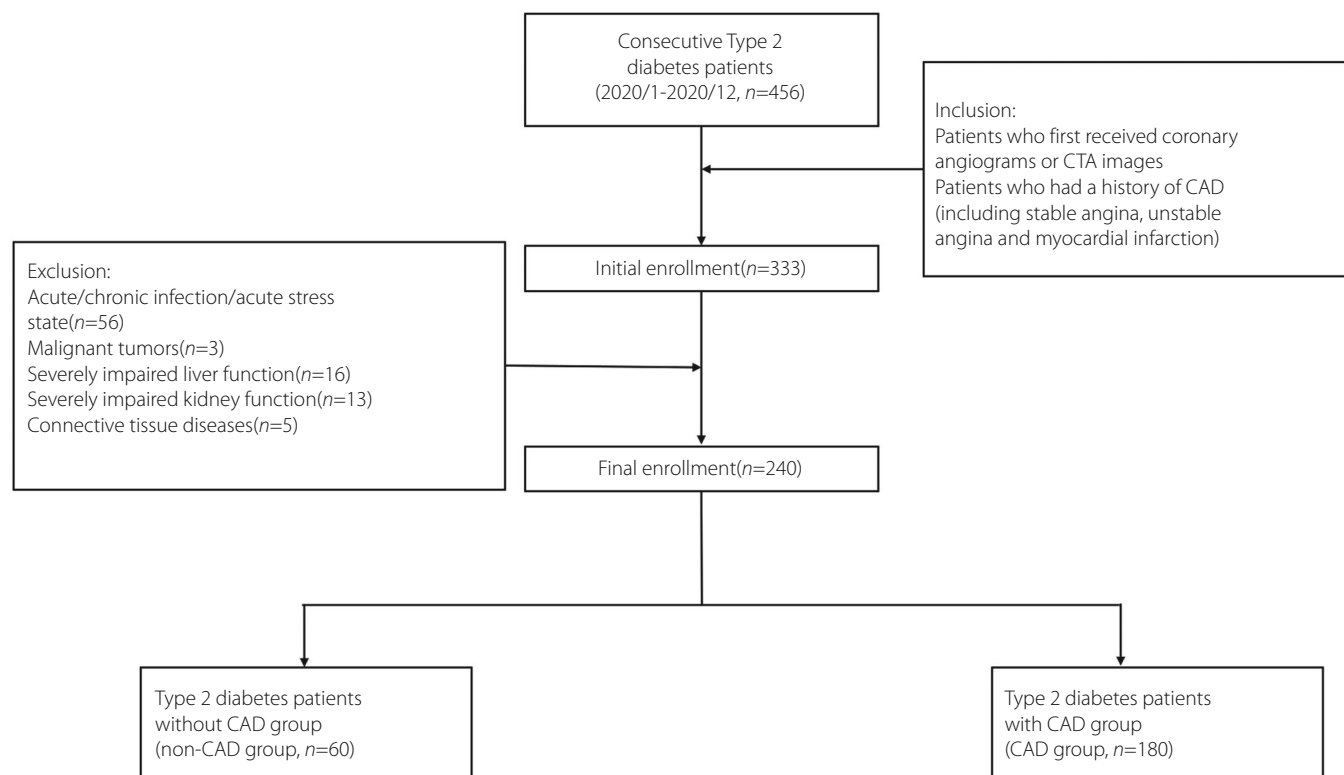 Consecutive Type 2
diabetes patients
(2020/1-2020/12, n=456)
Inclusion:
Patients who first received coronary
angiograms or CTA images
Patients who had a history of CAD
(including stable angina, unstable
angina and myocardial infarction)
Initial enrollment(n=333)
Exclusion:
Acute/chronic infection/acute stress
state(n=56)
Malignant tumors(n=3)
Severely impaired liver function(n=16)
Severely impaired kidney function(n=13)
Connective tissue diseases(n=5)
Final enrollment(n=240)
Type 2 diabetes patients
without CAD group
(non-CAD group, n=60)
Type 2 diabetes patients
with CAD group
(CAD group, n=180)